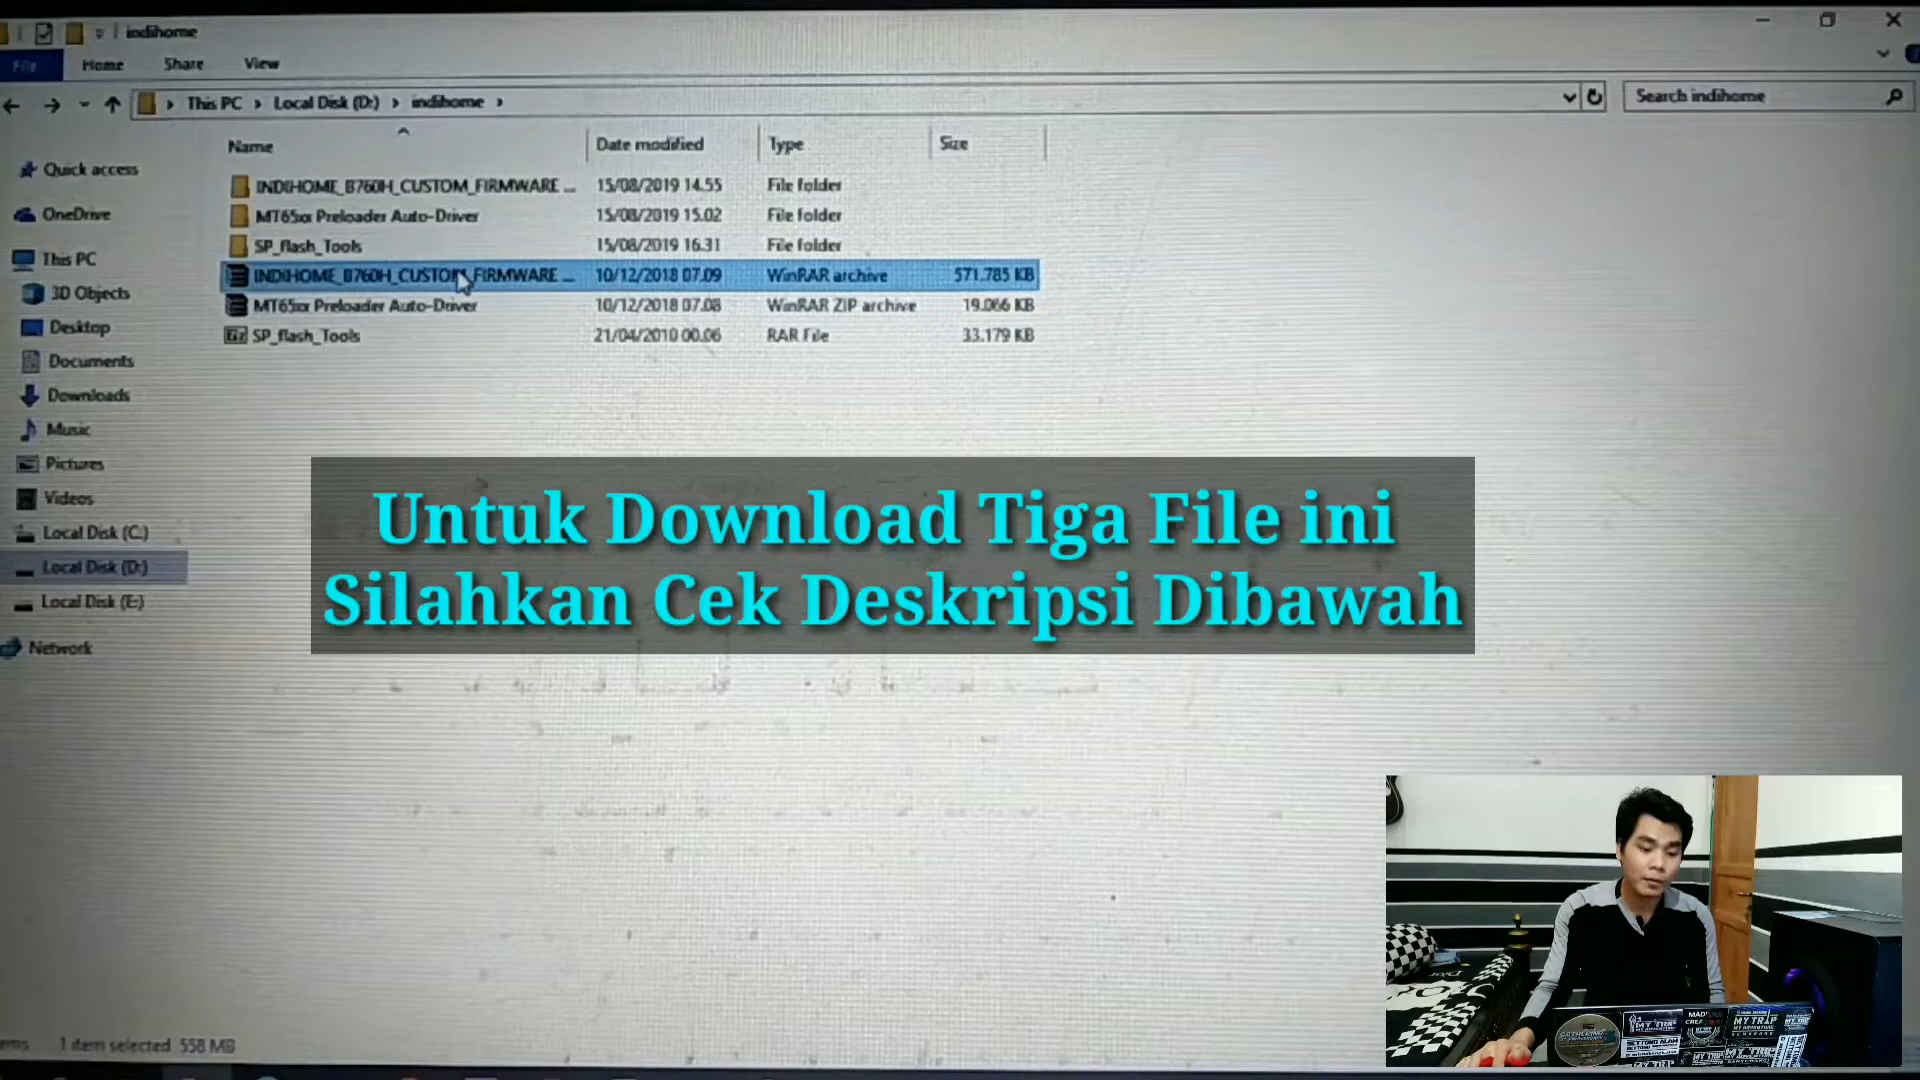 indihome
File Home Share View
This PC > Local Disk (D:) > indihome >
Search indihome
Name Date modified Type Size
INDIHOME_B760H_CUSTOM_FIRMWARE ... 15/08/2019 14.55 File folder
MT65xx Preloader Auto-Driver 15/08/2019 15.02 File folder
SP_flash_Tools 15/08/2019 16.31 File folder
INDIHOME_B760H_CUSTOM_FIRMWARE ... 10/12/2018 07.09 WinRAR archive 571.785 KB
MT65xx Preloader Auto-Driver 10/12/2018 07.08 WinRAR ZIP archive 19.066 KB
SP_flash_Tools 21/04/2010 00.06 RAR File 33.179 KB
Quick access
OneDrive
This PC
3D Objects
Desktop
Documents
Downloads
Music
Pictures
Videos
Local Disk (C:)
Local Disk (D:)
Local Disk (E:)
Network
Untuk Download Tiga File ini
Silahkan Cek Deskripsi Dibawah
1 item selected 558 MB
GATHERING
MY TRIP
MY TRIP